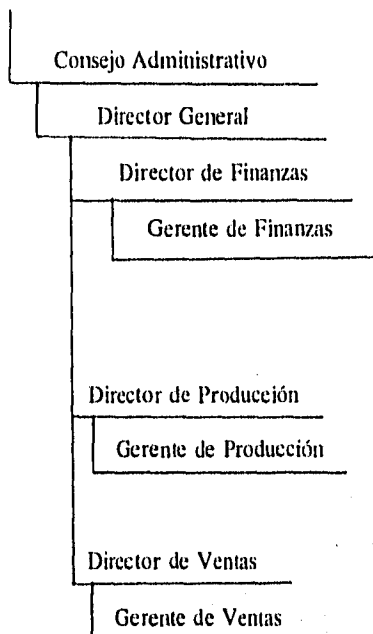 Consejo Administrativo
Director General
Director de Finanzas
Gerente de Finanzas
Director de Producción
Gerente de Producción
Director de Ventas
Gerente de Ventas